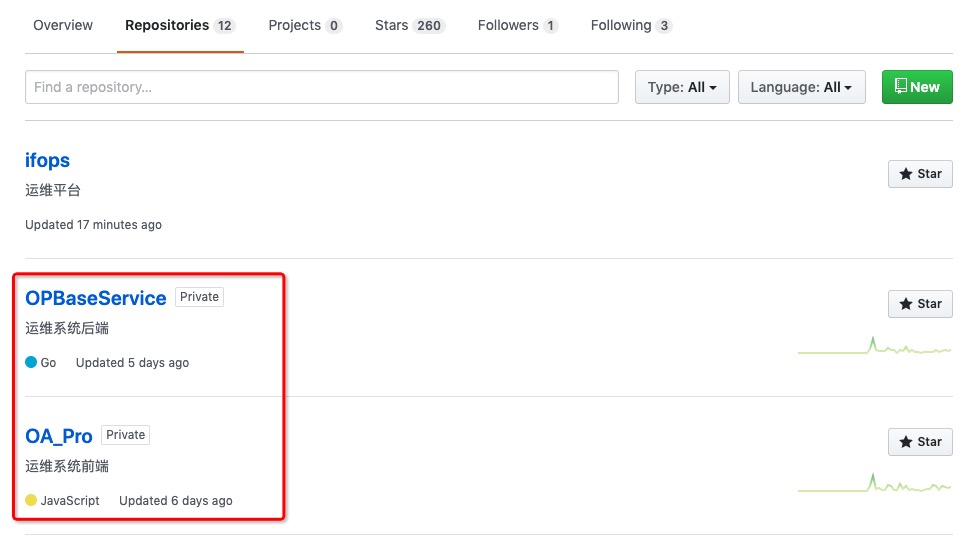 Overview Repositories 12 Projects 0 Stars 260 Followers 1 Following 3
Find a repository... Type: All Language: All New
ifops
Star
运维平台
Updated 17 minutes ago
OPBaseService Private
Star
运维系统后端
Go Updated 5 days ago
OA_Pro Private
Star
运维系统前端
JavaScript Updated 6 days ago